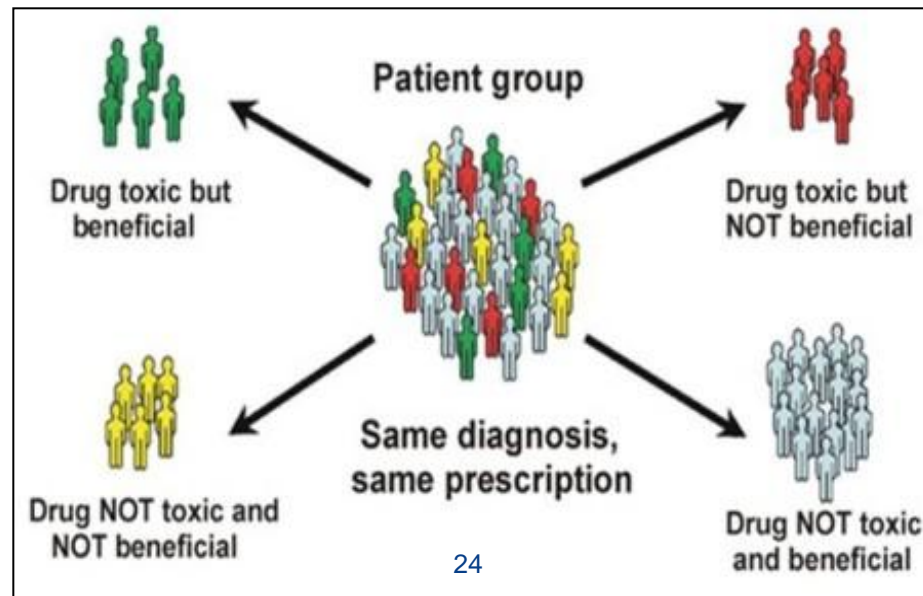 Patient group
Drug toxic but
beneficial
Drug toxic but
NOT beneficial
Same diagnosis,
same prescription
Drug NOT toxic and
NOT beneficial
Drug NOT toxic
and beneficial
24